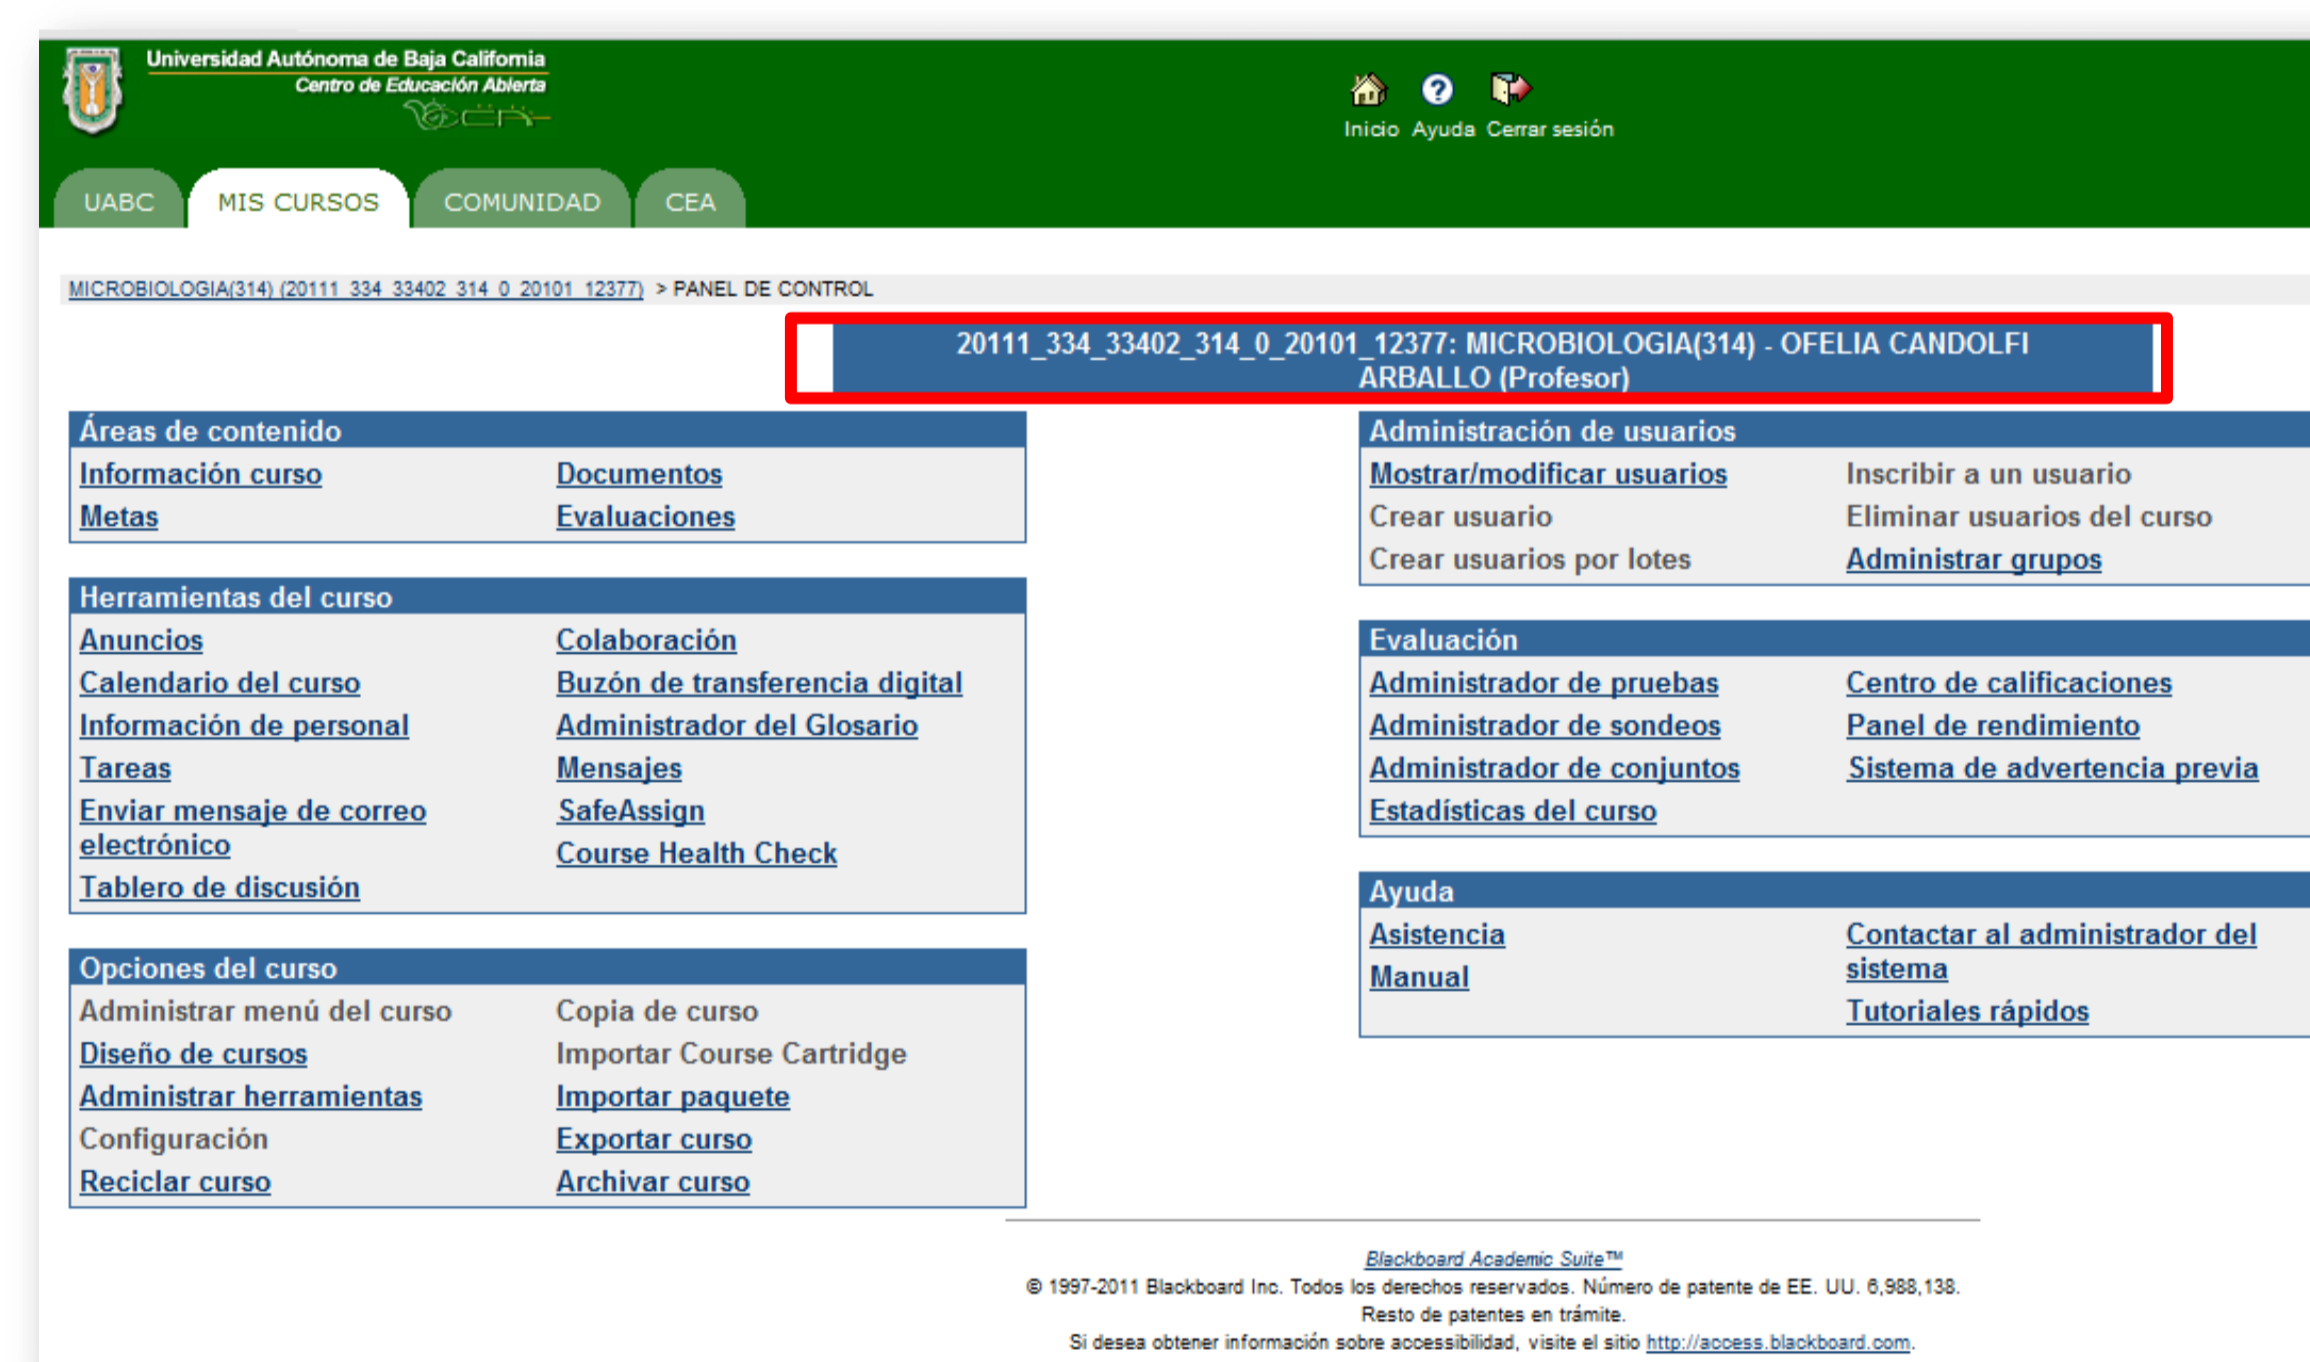 Universidad Autónoma de Baja California
Centro de Educación Abierta
Inicio Ayuda Cerrar sesión
UABC MIS CURSOS COMUNIDAD CEA
MICROBIOLOGIA(314) (20111_334_33402_314_0_20101_12377) > PANEL DE CONTROL
20111_334_33402_314_0_20101_12377: MICROBIOLOGIA(314) - OFELIA CANDOLFI
ARBALLO (Profesor)
Áreas de contenido
Información curso Documentos
Metas Evaluaciones
Herramientas del curso
Anuncios Colaboración
Calendario del curso Buzón de transferencia digital
Información de personal Administrador del Glosario
Tareas Mensajes
Enviar mensaje de correo SafeAssign
electrónico Course Health Check
Tablero de discusión
Opciones del curso
Administrar menú del curso Copia de curso
Diseño de cursos Importar Course Cartridge
Administrar herramientas Importar paquete
Configuración Exportar curso
Reciclar curso Archivar curso
Administración de usuarios
Mostrar/modificar usuarios Inscribir a un usuario
Crear usuario Eliminar usuarios del curso
Crear usuarios por lotes Administrar grupos
Evaluación
Administrador de pruebas Centro de calificaciones
Administrador de sondeos Panel de rendimiento
Administrador de conjuntos Sistema de advertencia previa
Estadísticas del curso
Ayuda
Asistencia Contactar al administrador del
Manual sistema
Tutoriales rápidos
Blackboard Academic Suite™
© 1997-2011 Blackboard Inc. Todos los derechos reservados. Número de patente de EE. UU. 6,988,138.
Resto de patentes en trámite.
Si desea obtener información sobre accessibilidad, visite el sitio http://access.blackboard.com.